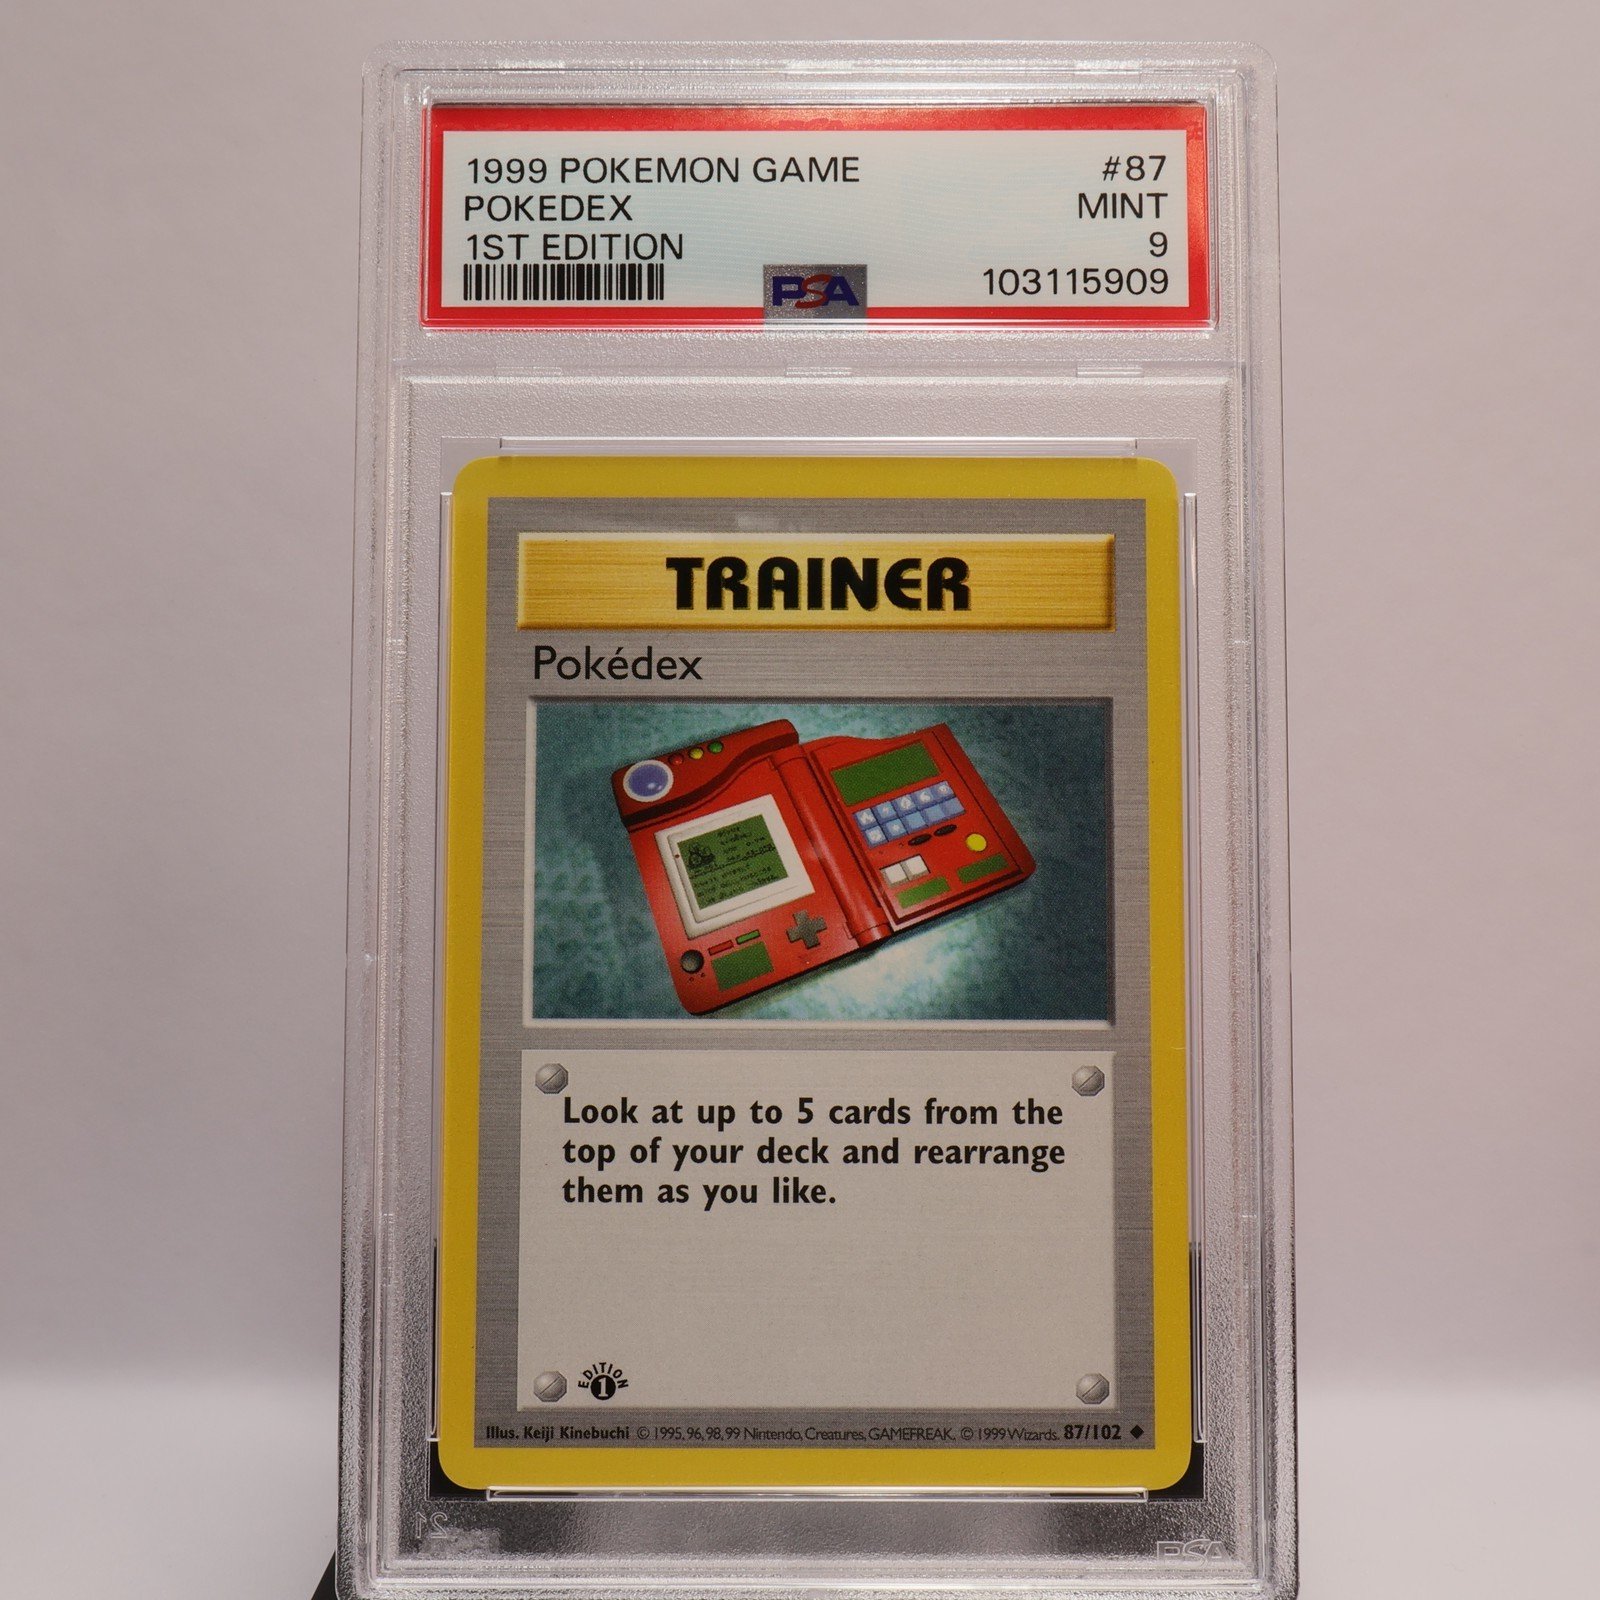 1999 POKEMON GAME #87
POKEDEX MINT
1ST EDITION 9
PSA 103115909
TRAINER
Pokédex
Look at up to 5 cards from the
top of your deck and rearrange
them as you like.
EDITION
1
Illus. Keiji Kinebuchi © 1995, 96, 98, 99 Nintendo, Creatures, GAMEFREAK. © 1999 Wizards. 87/102
PSA